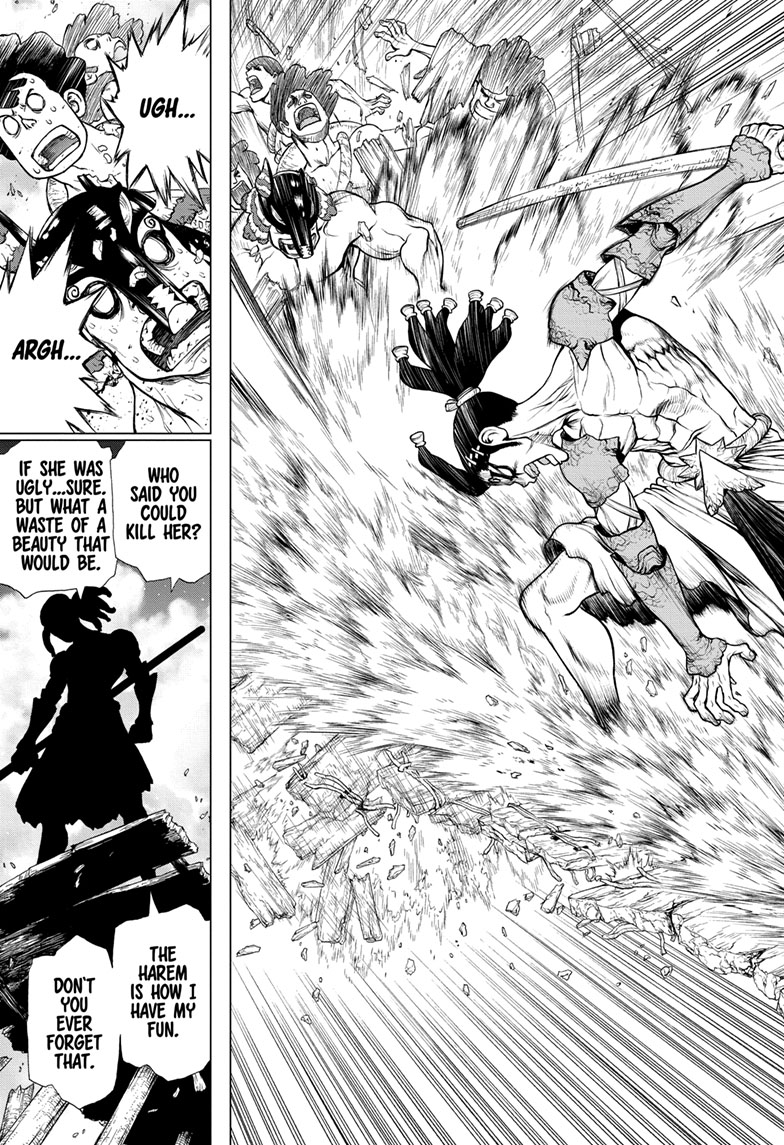 UGH...
ARGH...
WHO
SAID YOU
COULD
KILL HER?
IF SHE WAS
UGLY...SURE.
BUT WHAT A
WASTE OF A
BEAUTY THAT
WOULD BE.
THE
HAREM
IS HOW I
HAVE MY
FUN.
DON'T
YOU
EVER
FORGET
THAT.